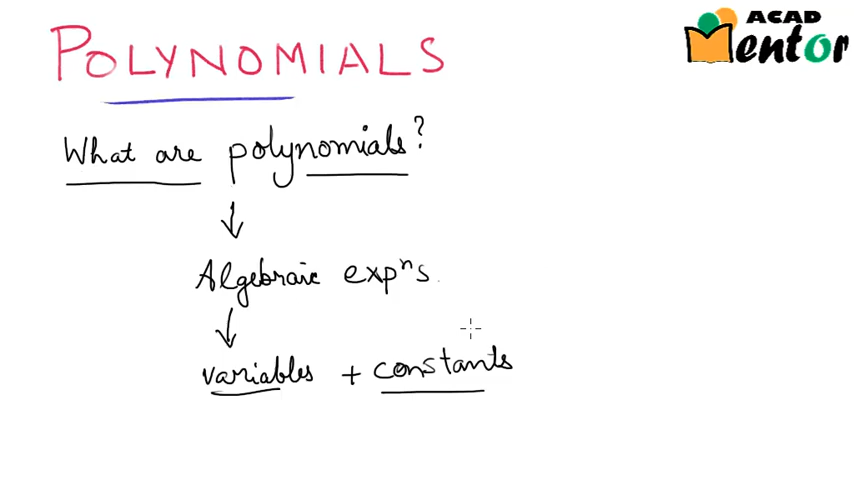 POLYNOMIALS
ACAD
Mentor
What are polynomials?
Algebraic expⁿs.
variables + constants